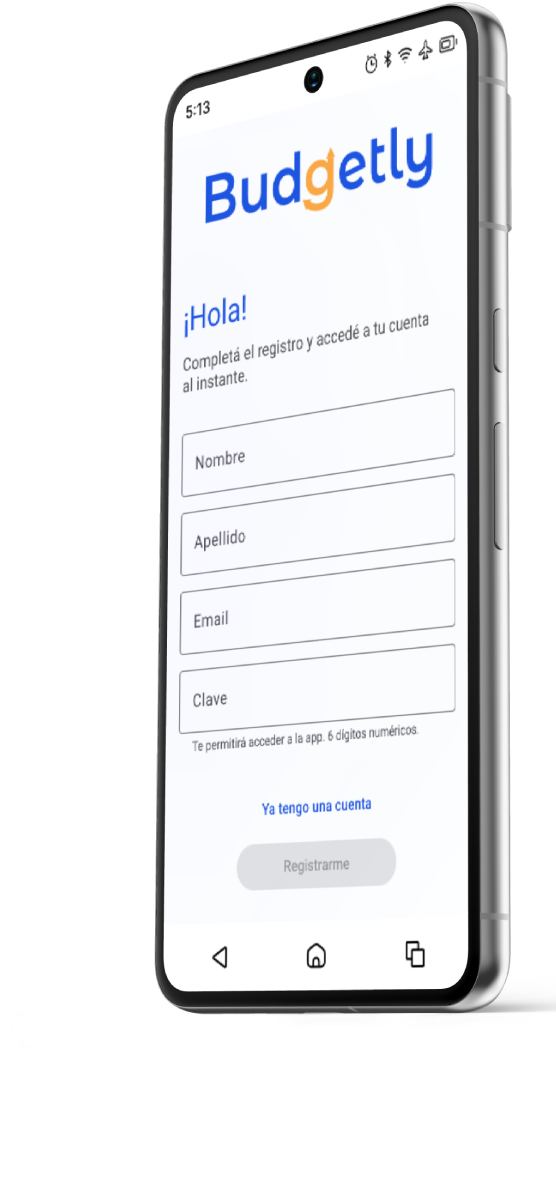 5:13
Budgetly
¡Hola!
Completá el registro y accedé a tu cuenta
al instante.
Nombre
Apellido
Email
Clave
Te permitirá acceder a la app. 6 dígitos numéricos.
Ya tengo una cuenta
Registrarme